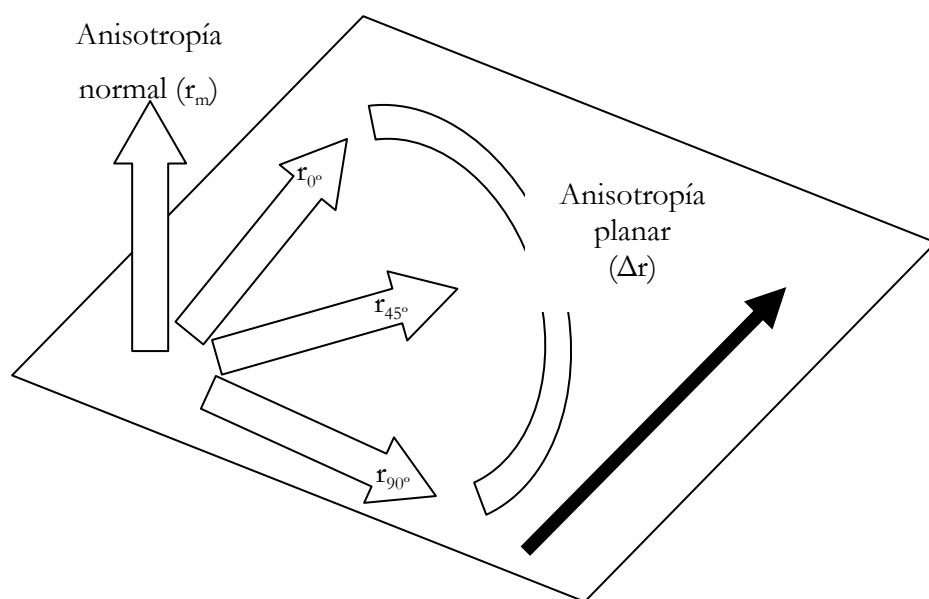 Anisotropía
normal (rₘ)
r₀º
r₄₅º
r₉₀º
Anisotropía
planar
(Δr)